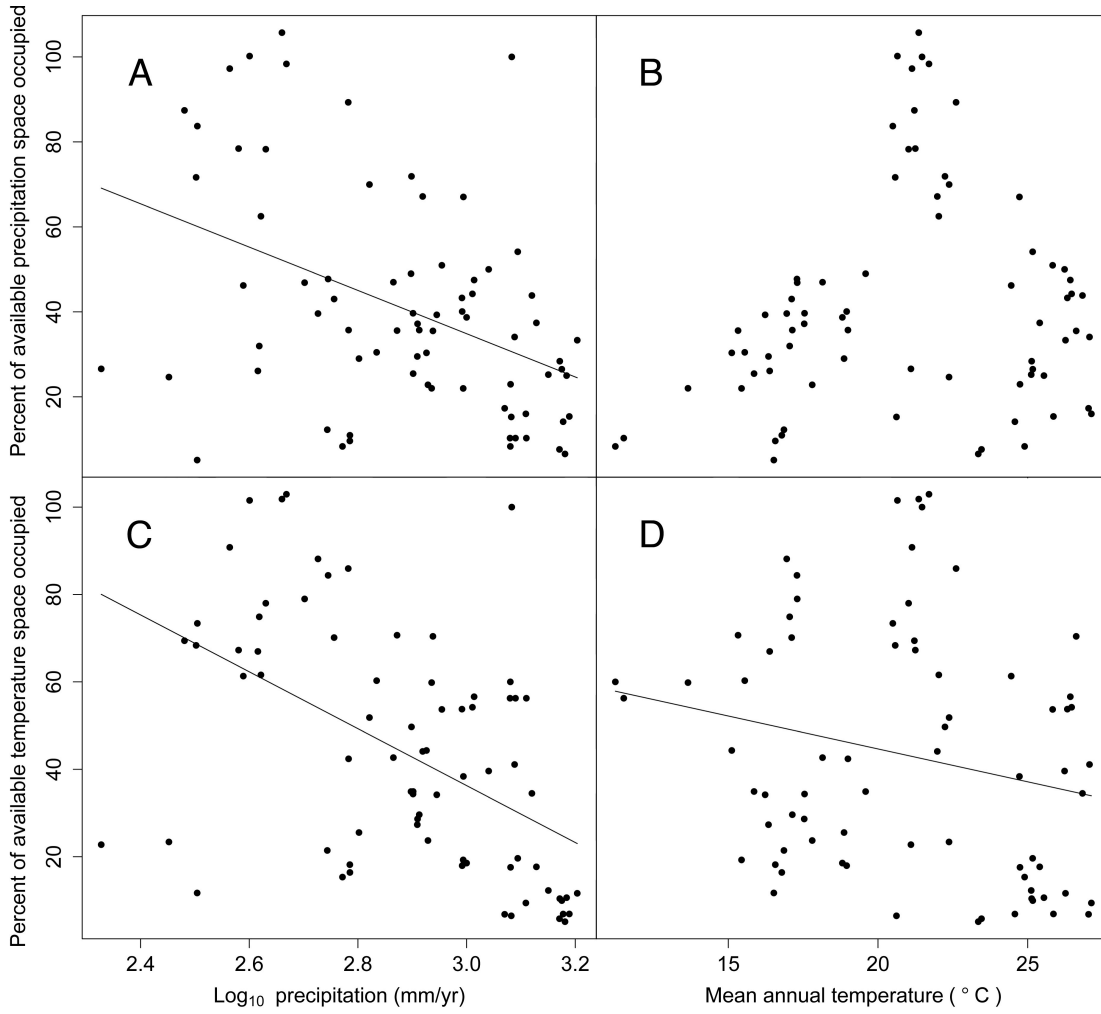 Percent of available precipitation space occupied
100
80
60
40
20
A
B
Percent of available temperature space occupied
100
80
60
40
20
C
D
2.4 2.6 2.8 3.0 3.2
15 20 25
Log₁₀ precipitation (mm/yr)
Mean annual temperature ( ° C )